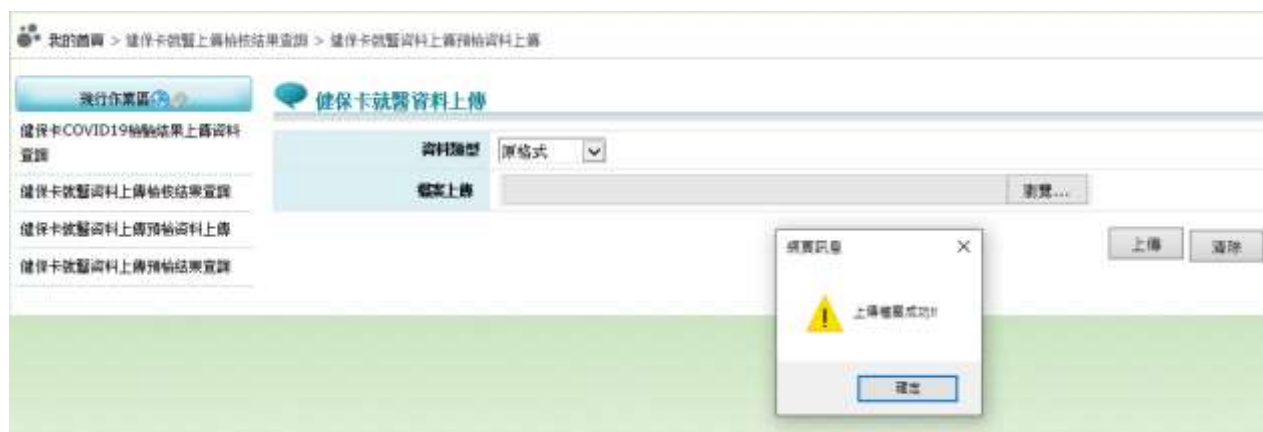 我的首頁 > 健保卡就醫上傳檢核結果查詢 > 健保卡就醫資料上傳預檢資料上傳
現行作業區
健保卡就醫資料上傳
健保卡COVID19檢驗結果上傳資料
查詢
資料類型 原格式
健保卡就醫資料上傳檢核結果查詢
檔案上傳 瀏覽...
健保卡就醫資料上傳預檢資料上傳
健保卡就醫資料上傳預檢結果查詢
上傳 清除
網頁訊息
上傳檔案成功!!
確定